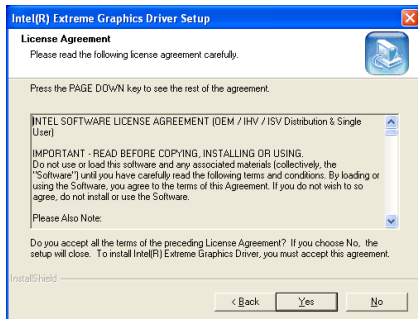 Intel(R) Extreme Graphics Driver Setup
License Agreement
Please read the following license agreement carefully.
Press the PAGE DOWN key to see the rest of the agreement.
INTEL SOFTWARE LICENSE AGREEMENT (OEM / IHV / ISV Distribution & Single
User)
IMPORTANT - READ BEFORE COPYING, INSTALLING OR USING.
Do not use or load this software and any associated materials (collectively, the
"Software") until you have carefully read the following terms and conditions. By loading or
using the Software, you agree to the terms of this Agreement. If you do not wish to so
agree, do not install or use the Software.
Please Also Note:
Do you accept all the terms of the preceding License Agreement? If you choose No, the
setup will close. To install Intel(R) Extreme Graphics Driver, you must accept this agreement.
InstallShield
< Back Yes No